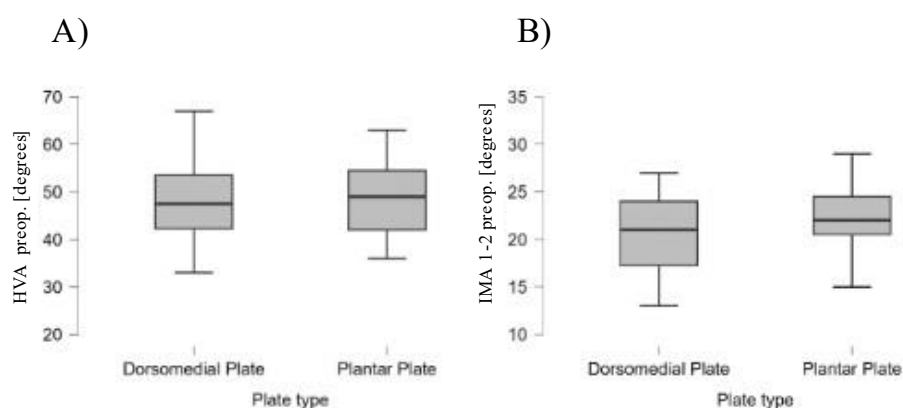 A)
HVA preop. [degrees]
70
60
50
40
30
20
Dorsomedial Plate
Plantar Plate
Plate type
B)
IMA 1-2 preop. [degrees]
35
30
25
20
15
10
Dorsomedial Plate
Plantar Plate
Plate type